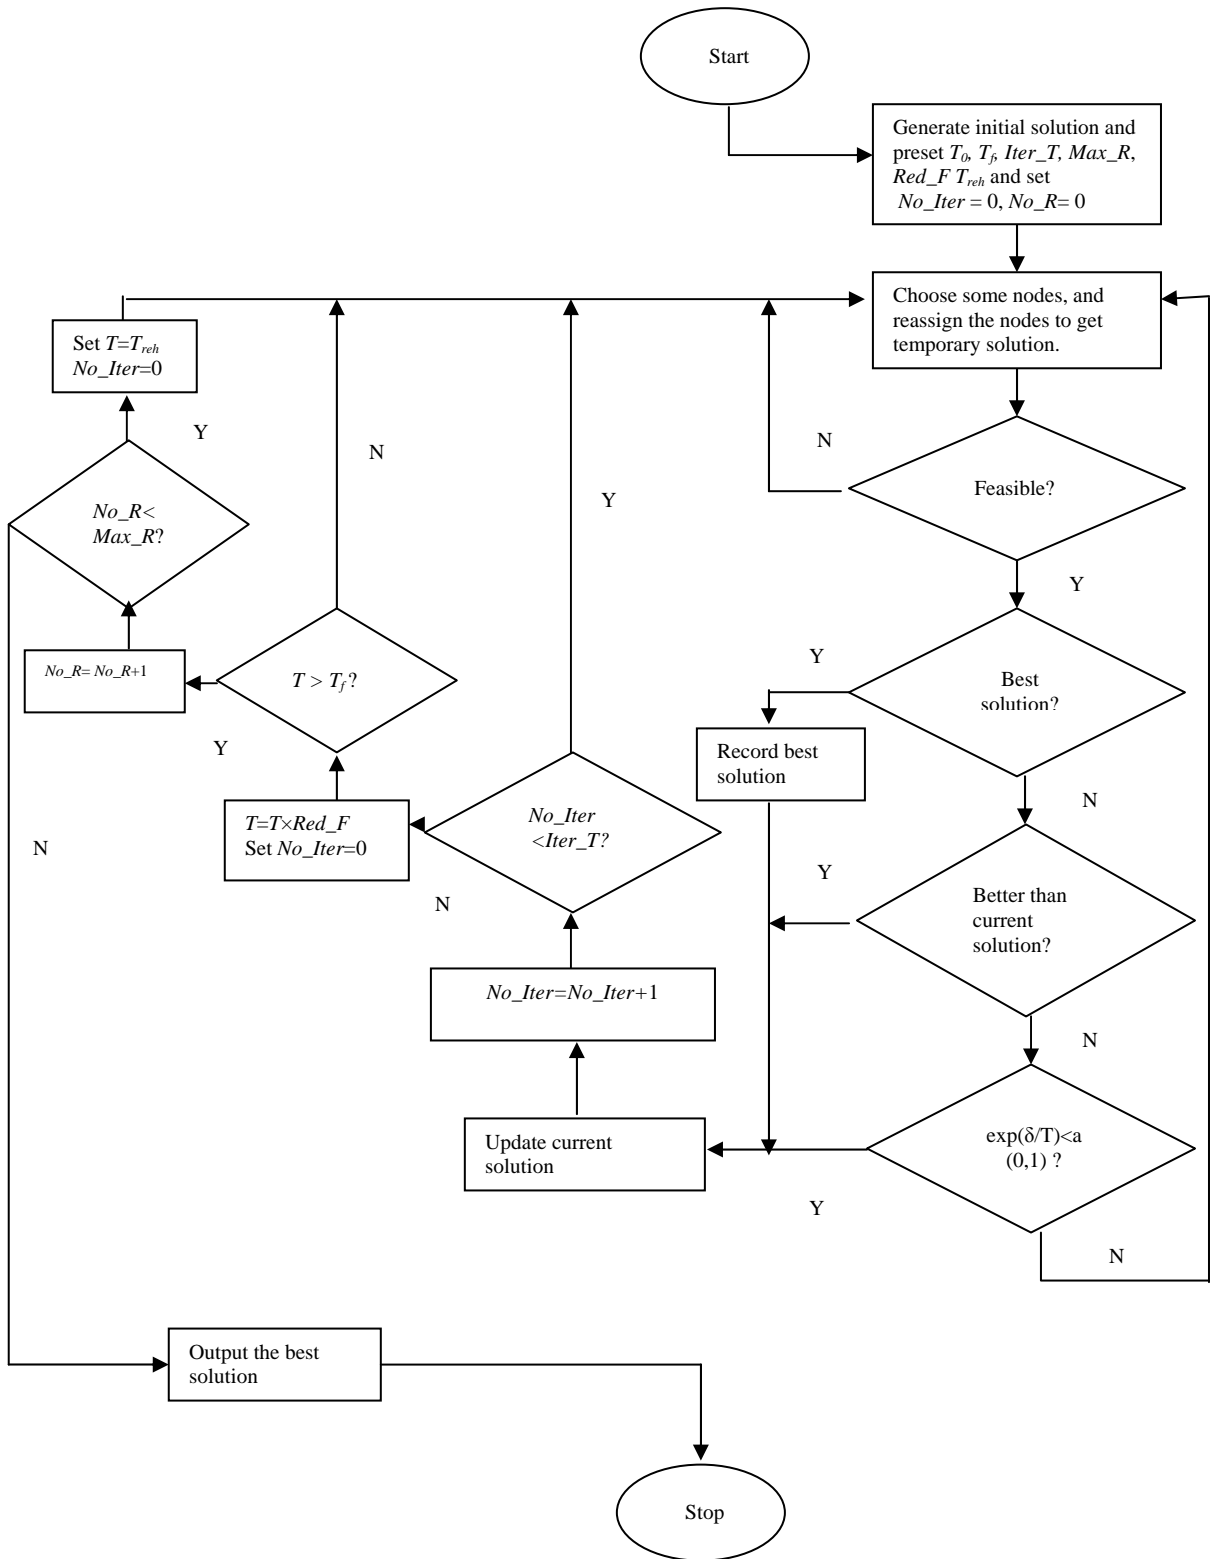 Start
Generate initial solution and
preset T0, Tf, Iter_T, Max_R,
Red_F Treh and set
No_Iter = 0, No_R= 0
Choose some nodes, and
reassign the nodes to get
temporary solution.
Set T=Treh
No_Iter=0
Y
N
N
No_R<
Max_R?
Feasible?
Y
Y
No_R= No_R+1
T > Tf?
Y
Best
solution?
Y
Record best
solution
N
T=T×Red_F
Set No_Iter=0
No_Iter
<Iter_T?
N
N
Y
Better than
current
solution?
No_Iter=No_Iter+1
N
Update current
solution
exp(δ/T)<a
(0,1) ?
Y
N
Output the best
solution
Stop